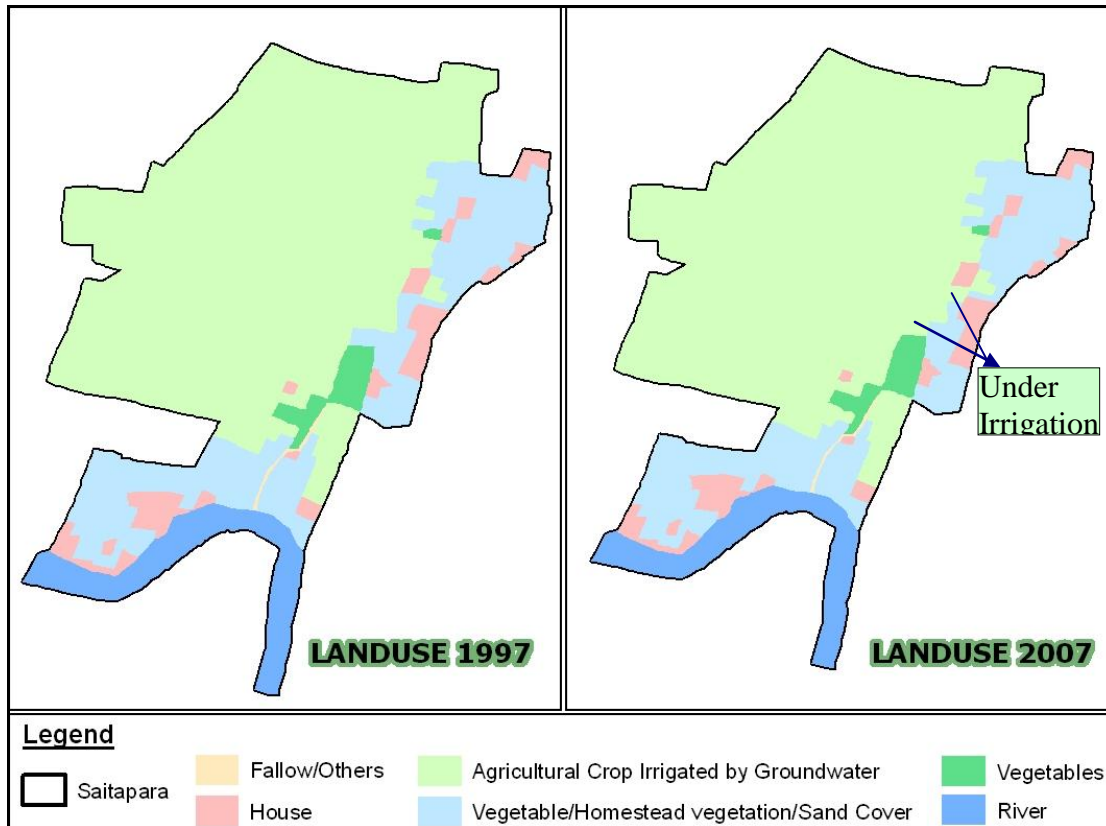 Under
Irrigation
LANDUSE 1997
LANDUSE 2007
Legend
Saitapara
Fallow/Others
House
Agricultural Crop Irrigated by Groundwater
Vegetable/Homestead vegetation/Sand Cover
Vegetables
River